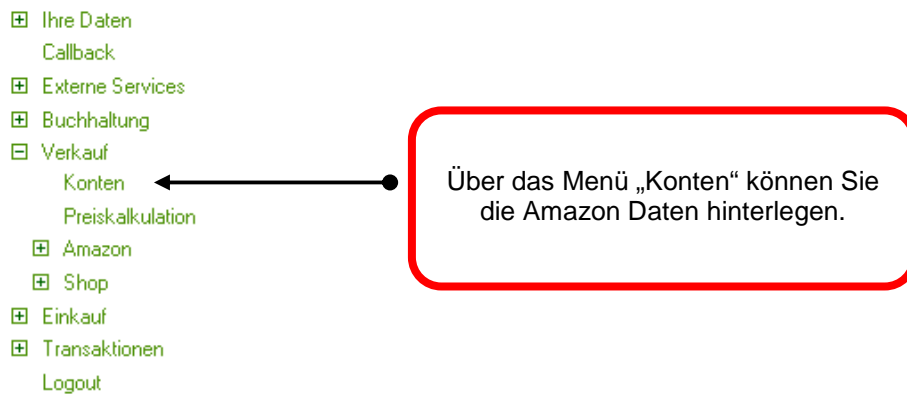 Ihre Daten
Callback
Externe Services
Buchhaltung
Verkauf
Konten
Preiskalkulation
Amazon
Shop
Einkauf
Transaktionen
Logout
Über das Menü „Konten“ können Sie
die Amazon Daten hinterlegen.